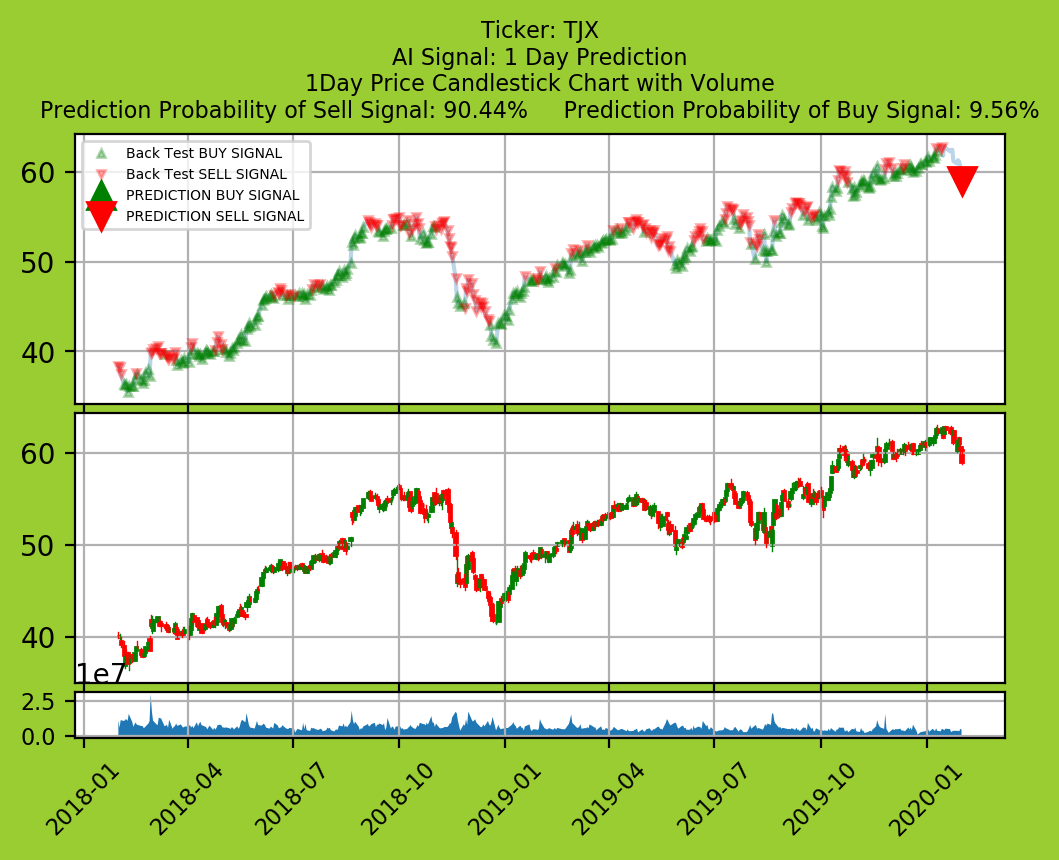 Ticker: TJX
AI Signal: 1 Day Prediction
1Day Price Candlestick Chart with Volume
Prediction Probability of Sell Signal: 90.44% Prediction Probability of Buy Signal: 9.56%
Back Test BUY SIGNAL
Back Test SELL SIGNAL
PREDICTION BUY SIGNAL
PREDICTION SELL SIGNAL
60
50
40
60
50
40
1e7
2.5
0.0
2018-01
2018-04
2018-07
2018-10
2019-01
2019-04
2019-07
2019-10
2020-01